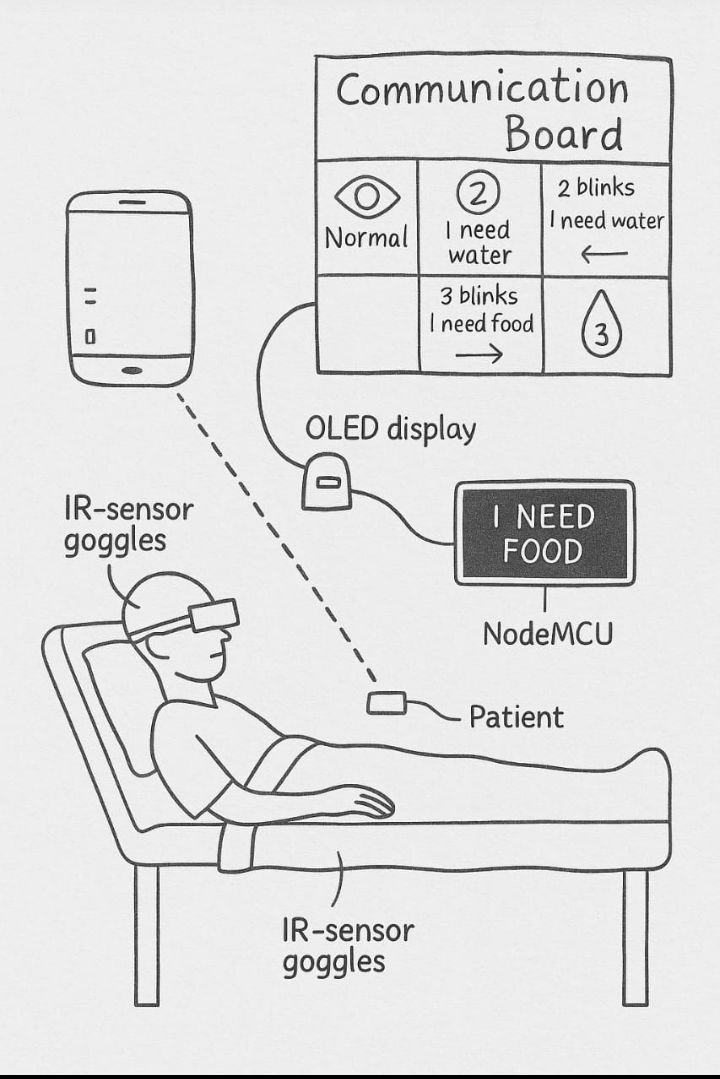 Communication
Board
Normal
2
I need
water
2 blinks
I need water
←
3 blinks
I need food
→
3
OLED display
IR-sensor
goggles
I NEED
FOOD
NodeMCU
Patient
IR-sensor
goggles